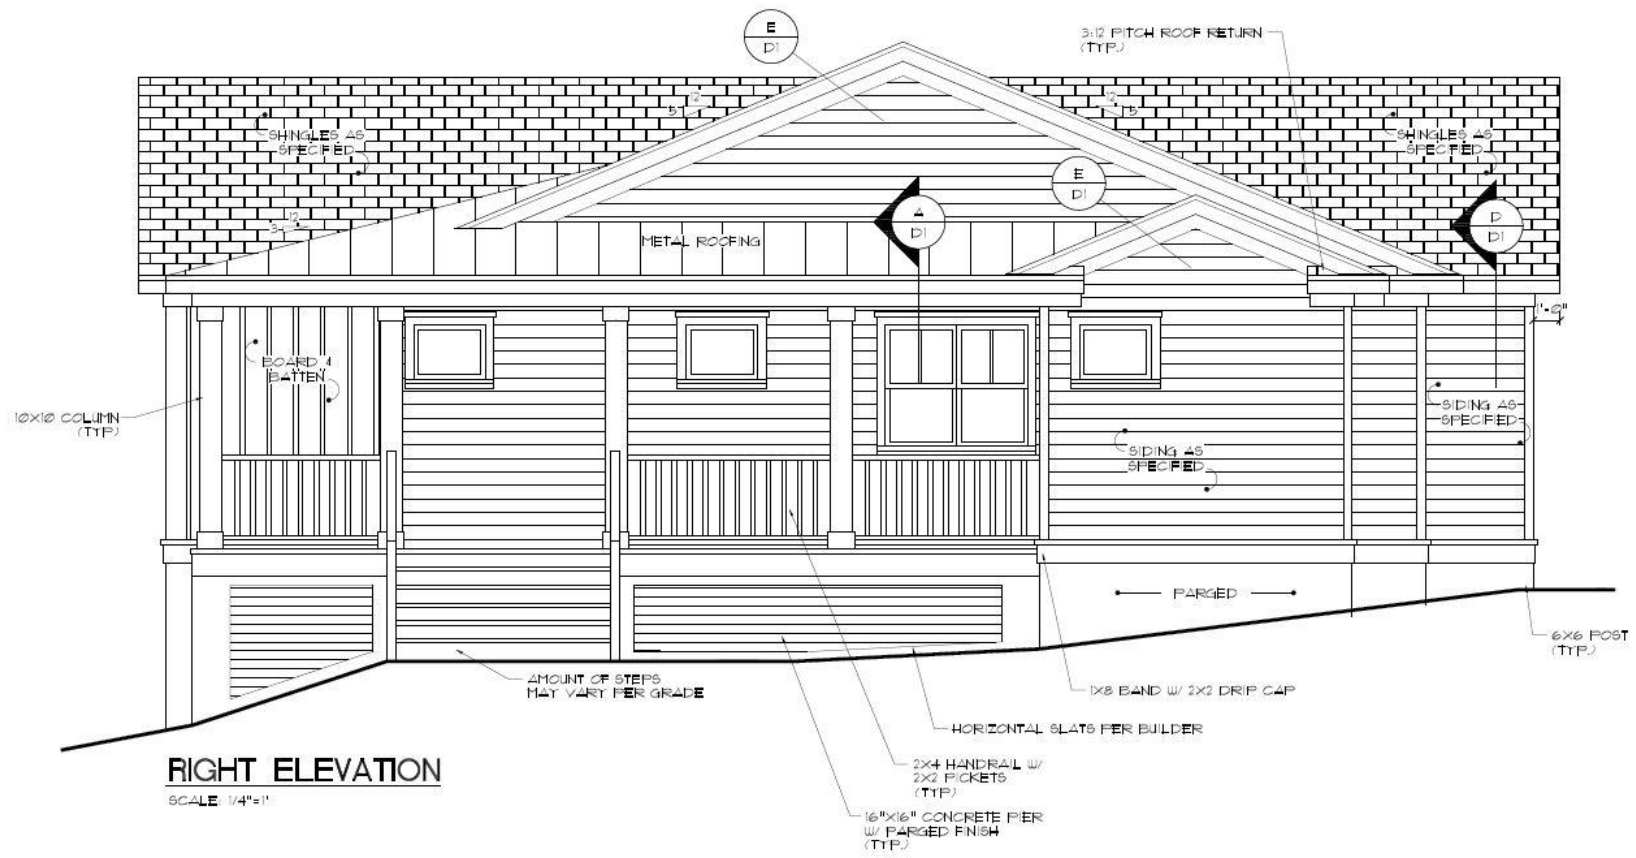 E
D1
3:12 PITCH ROOF RETURN
(TYP.)
12
5
12
5
SHINGLES AS
SPECIFIED
SHINGLES AS
SPECIFIED
E
D1
A
D1
D
D1
12
3
METAL ROOFING
1'-0"
BOARD &
BATTEN
10X10 COLUMN
(TYP.)
SIDING AS
SPECIFIED
SIDING AS
SPECIFIED
PARGED
6X6 POST
(TYP.)
AMOUNT OF STEPS
MAY VARY PER GRADE
1X8 BAND W/ 2X2 DRIP CAP
HORIZONTAL SLATS PER BUILDER
2X4 HANDRAIL W/
2X2 PICKETS
(TYP.)
16"X16" CONCRETE PIER
W/ PARGED FINISH
(TYP.)
RIGHT ELEVATION
SCALE: 1/4"=1'